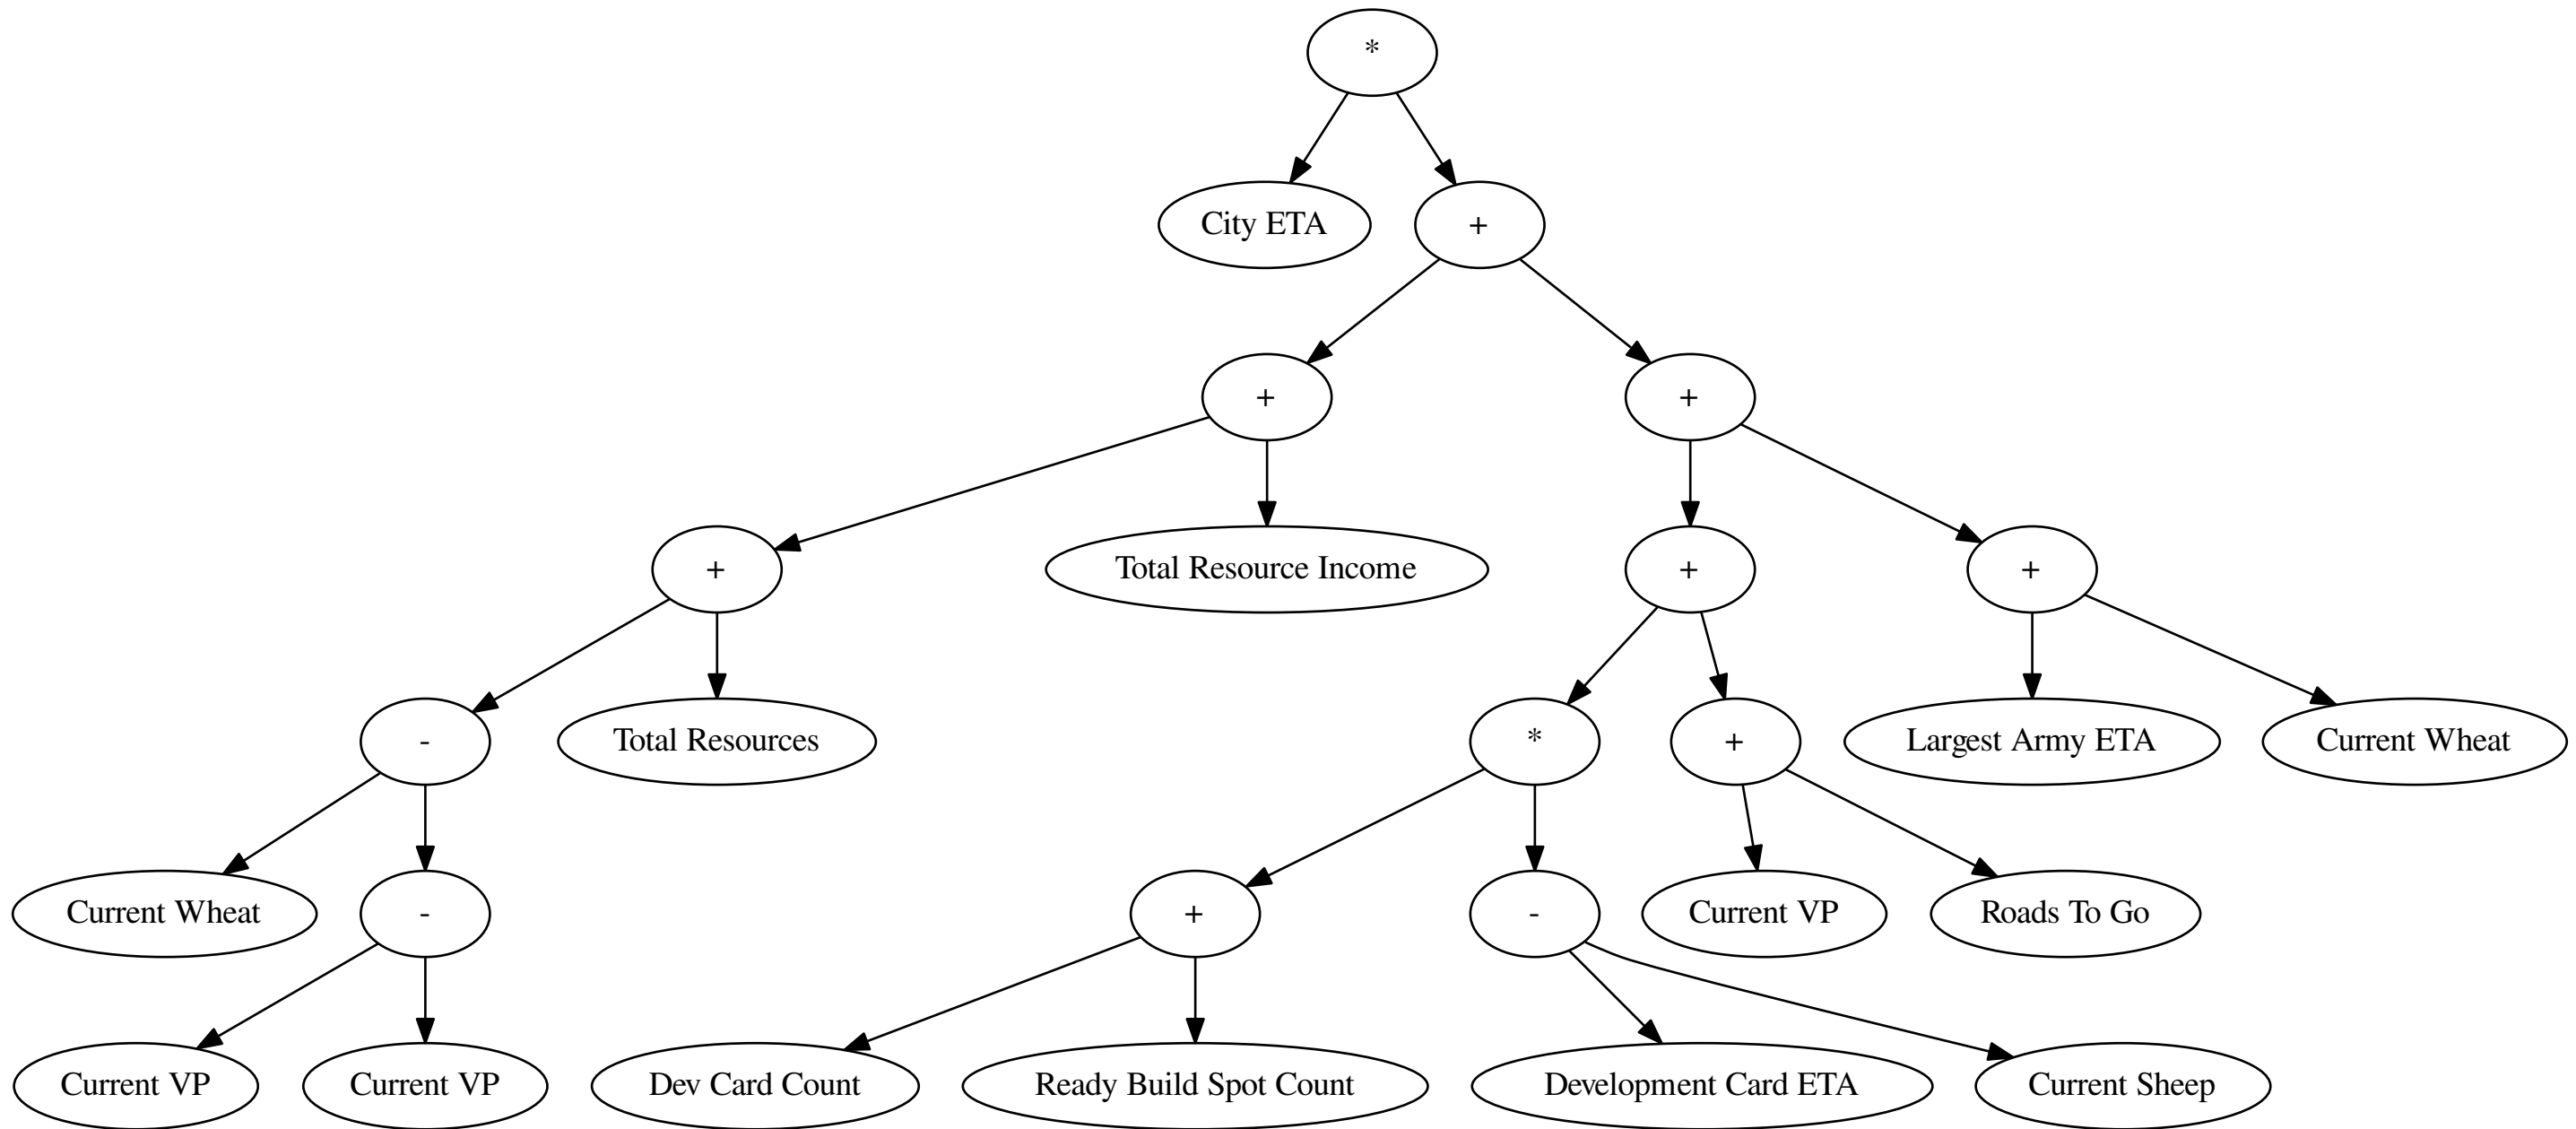 *
City ETA
+
+
+
+
Total Resource Income
+
+
-
Total Resources
*
+
Largest Army ETA
Current Wheat
Current Wheat
-
+
-
Current VP
Roads To Go
Current VP
Current VP
Dev Card Count
Ready Build Spot Count
Development Card ETA
Current Sheep